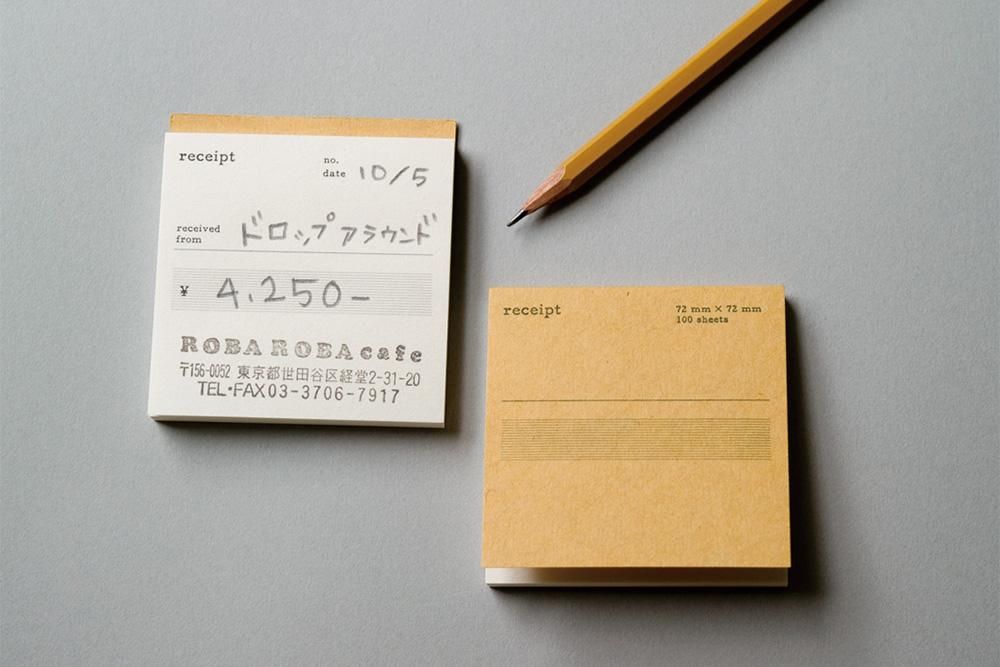 receipt
no.
date 10/5
received
from ドロップアラウンド
¥ 4.250-
ROBA ROBA cafe
〒156-0052 東京都世田谷区経堂2-31-20
TEL・FAX03-3706-7917
receipt
72 mm × 72 mm
100 sheets